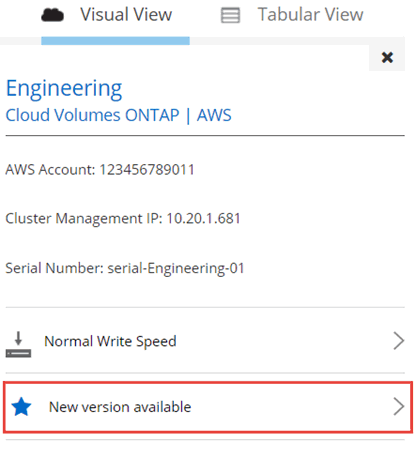 Visual View
Tabular View
Engineering
Cloud Volumes ONTAP | AWS
AWS Account: 123456789011
Cluster Management IP: 10.20.1.681
Serial Number: serial-Engineering-01
Normal Write Speed
New version available